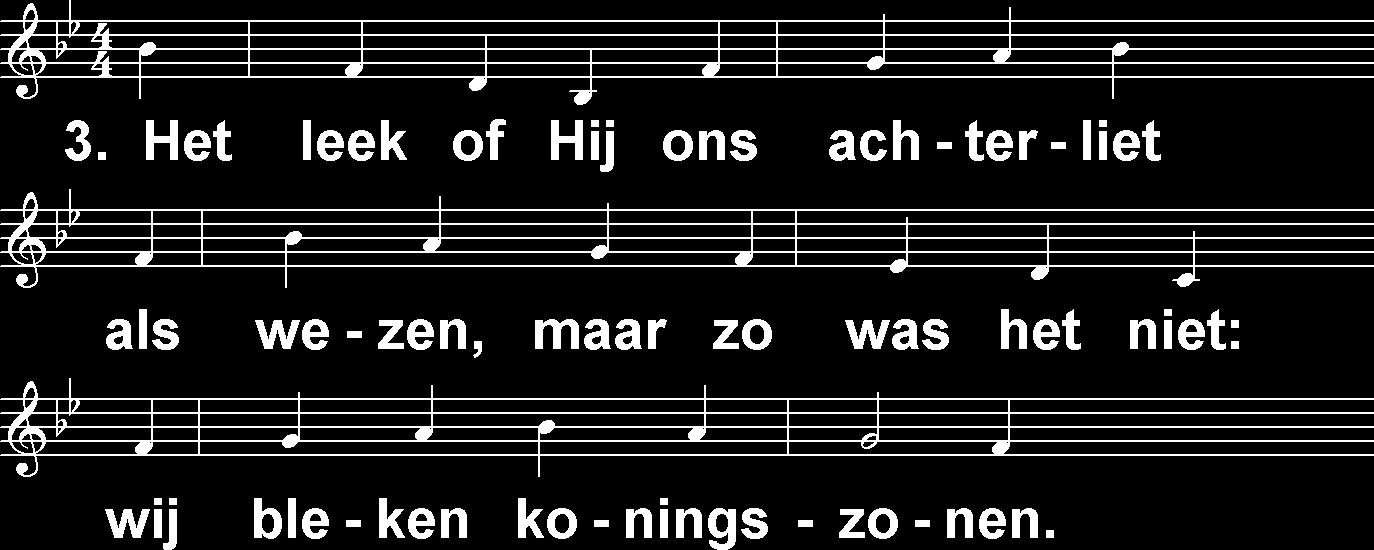 3. Het leek of Hij ons ach - ter - liet
als we - zen, maar zo was het niet:
wij ble - ken ko - nings - zo - nen.